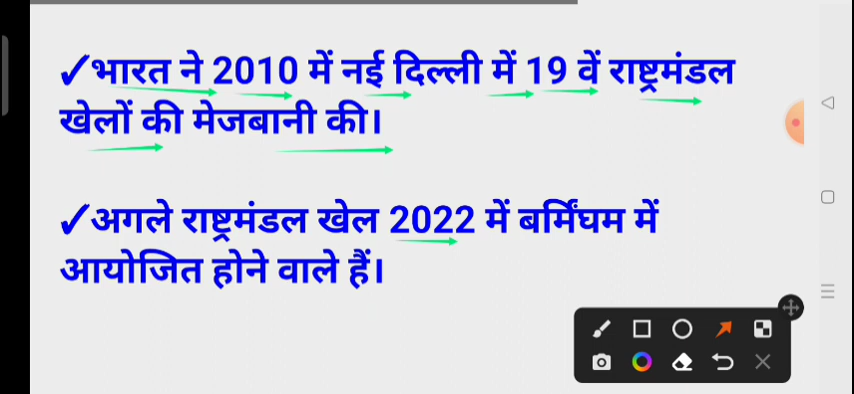 ✓भारत ने 2010 में नई दिल्ली में 19 वें राष्ट्रमंडल
खेलों की मेजबानी की।
✓अगले राष्ट्रमंडल खेल 2022 में बर्मिंघम में
आयोजित होने वाले हैं।